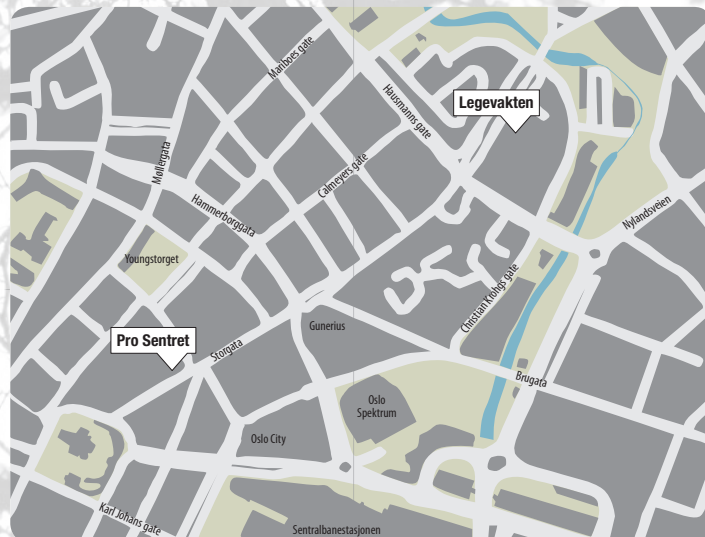 Mariboes gate
Hausmanns gate
Legevakten
Møllergata
Calmeyers gate
Hammerborggata
Nylandsveien
Youngstorget
Christian Krohgs gate
Gunerius
Pro Sentret
Storgata
Brugata
Oslo
Spektrum
Oslo City
Karl Johans gate
Sentralbanestasjonen